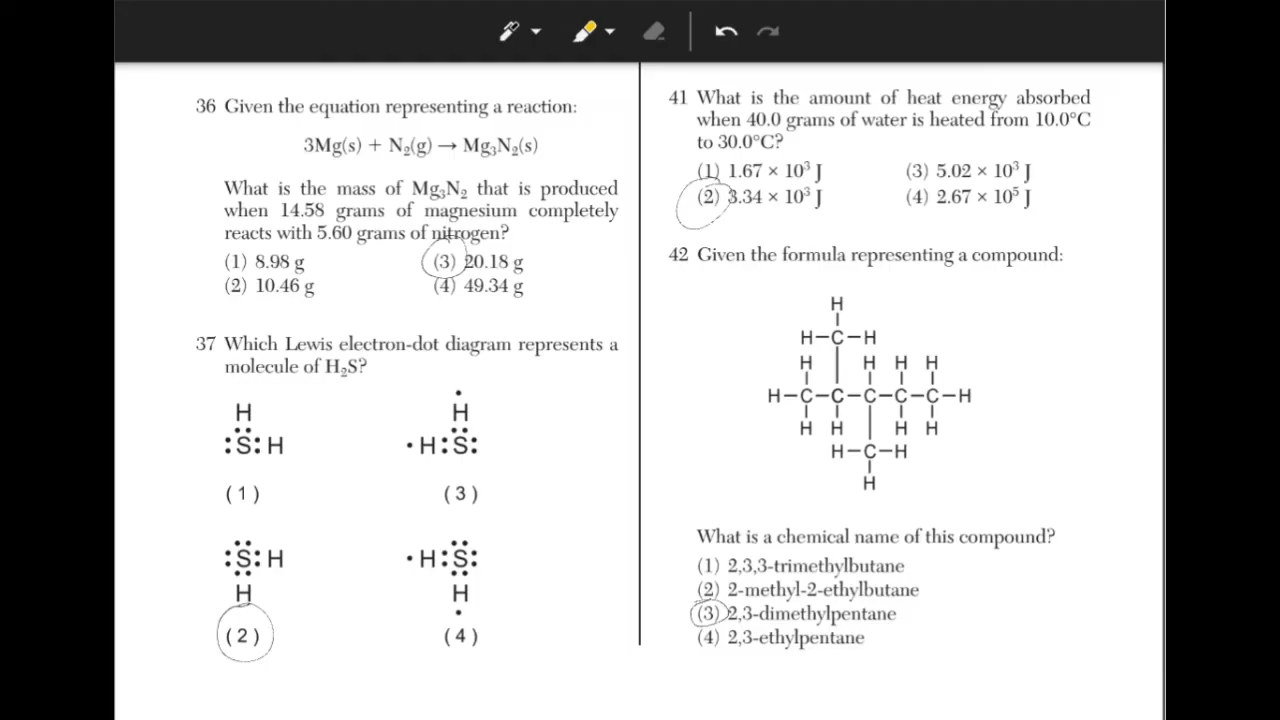 36 Given the equation representing a reaction:
3Mg(s) + N₂(g) → Mg₃N₂(s)
What is the mass of Mg₃N₂ that is produced
when 14.58 grams of magnesium completely
reacts with 5.60 grams of nitrogen?
(1) 8.98 g (3) 20.18 g
(2) 10.46 g (4) 49.34 g
37 Which Lewis electron-dot diagram represents a
molecule of H₂S?
H
:S:H
(1)
H
·H:S:
(3)
:S:H
H
(2)
·H:S:
H
(4)
41 What is the amount of heat energy absorbed
when 40.0 grams of water is heated from 10.0°C
to 30.0°C?
(1) 1.67 × 10³ J (3) 5.02 × 10³ J
(2) 3.34 × 10³ J (4) 2.67 × 10⁵ J
42 Given the formula representing a compound:
H
H–C–H
H H H H
H–C–C–C–C–C–H
H H H H
H–C–H
H
What is a chemical name of this compound?
(1) 2,3,3-trimethylbutane
(2) 2-methyl-2-ethylbutane
(3) 2,3-dimethylpentane
(4) 2,3-ethylpentane